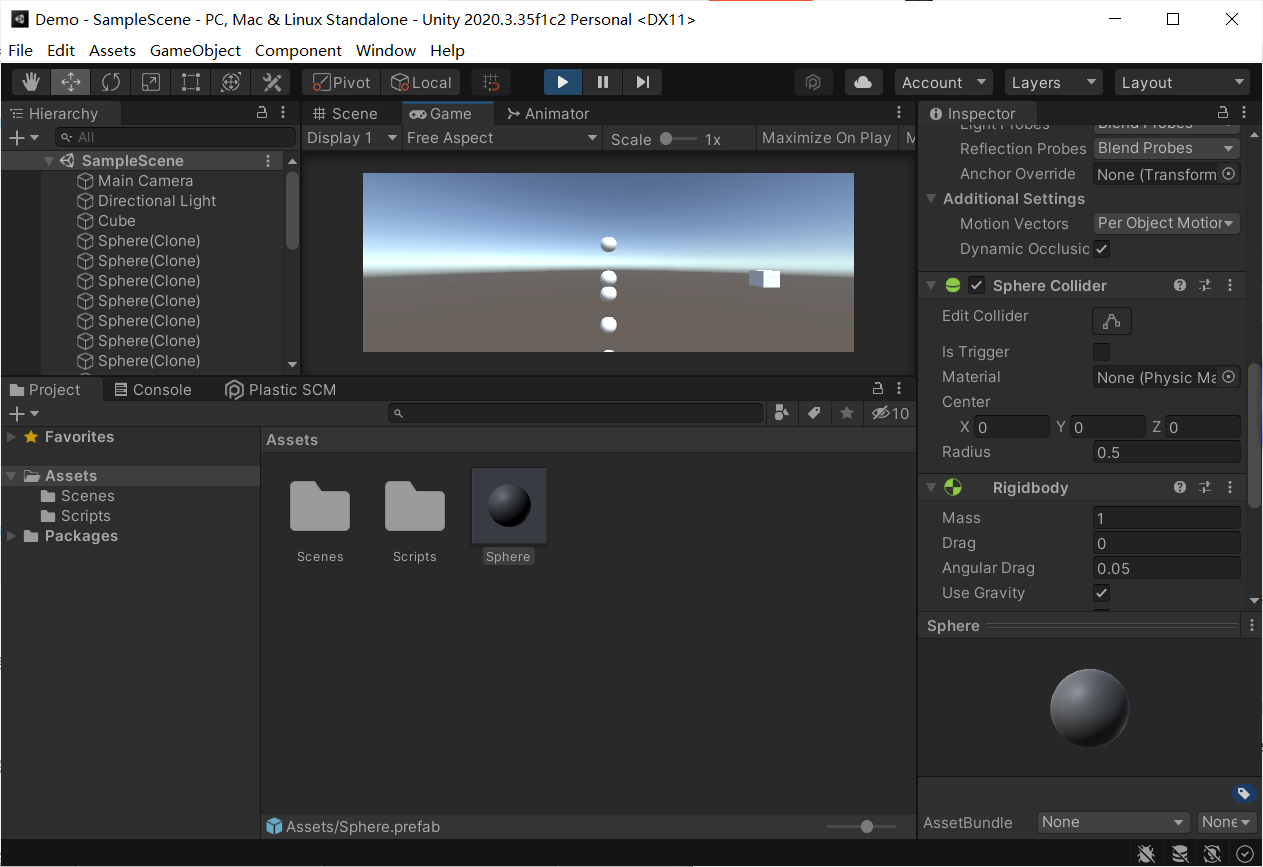 Demo - SampleScene - PC, Mac & Linux Standalone - Unity 2020.3.35f1c2 Personal <DX11>
File Edit Assets GameObject Component Window Help
Pivot Local Account Layers Layout
Hierarchy
All
SampleScene
Main Camera
Directional Light
Cube
Sphere(Clone)
Sphere(Clone)
Sphere(Clone)
Sphere(Clone)
Sphere(Clone)
Sphere(Clone)
Sphere(Clone)
Scene Game Animator
Display 1 Free Aspect Scale 1x Maximize On Play M
Inspector
Light Probes Blend Probes
Reflection Probes Blend Probes
Anchor Override None (Transform
Additional Settings
Motion Vectors Per Object Motion
Dynamic Occlusic
Sphere Collider
Edit Collider
Is Trigger
Material None (Physic Ma
Center
X 0 Y 0 Z 0
Radius 0.5
Rigidbody
Mass 1
Drag 0
Angular Drag 0.05
Use Gravity
Project Console Plastic SCM
10
Favorites
Assets
Scenes
Scripts
Packages
Assets
Scenes Scripts Sphere
Assets/Sphere.prefab
Sphere
AssetBundle None None